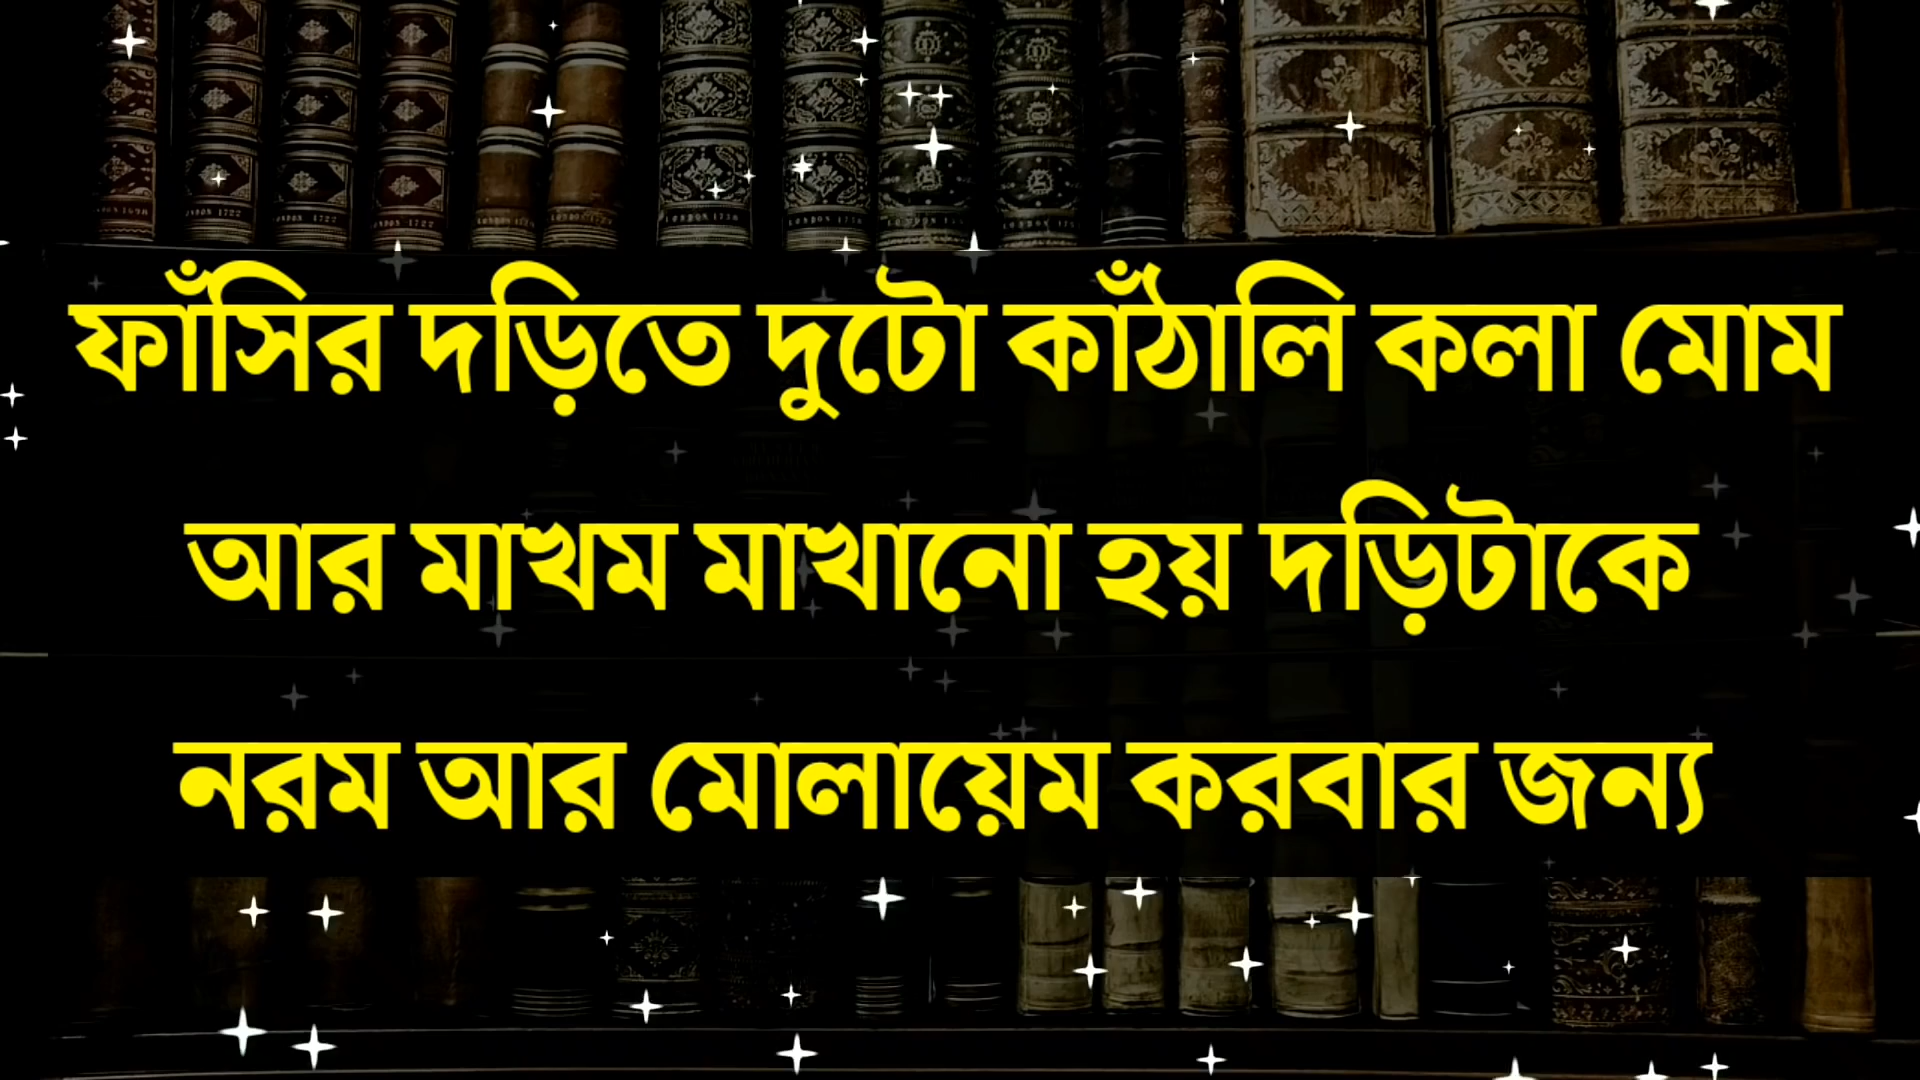 ফাঁসির দড়িতে দুটো কাঁঠালি কলা মোম
আর মাখম মাখানো হয় দড়িটাকে
নরম আর মোলায়েম করবার জন্য